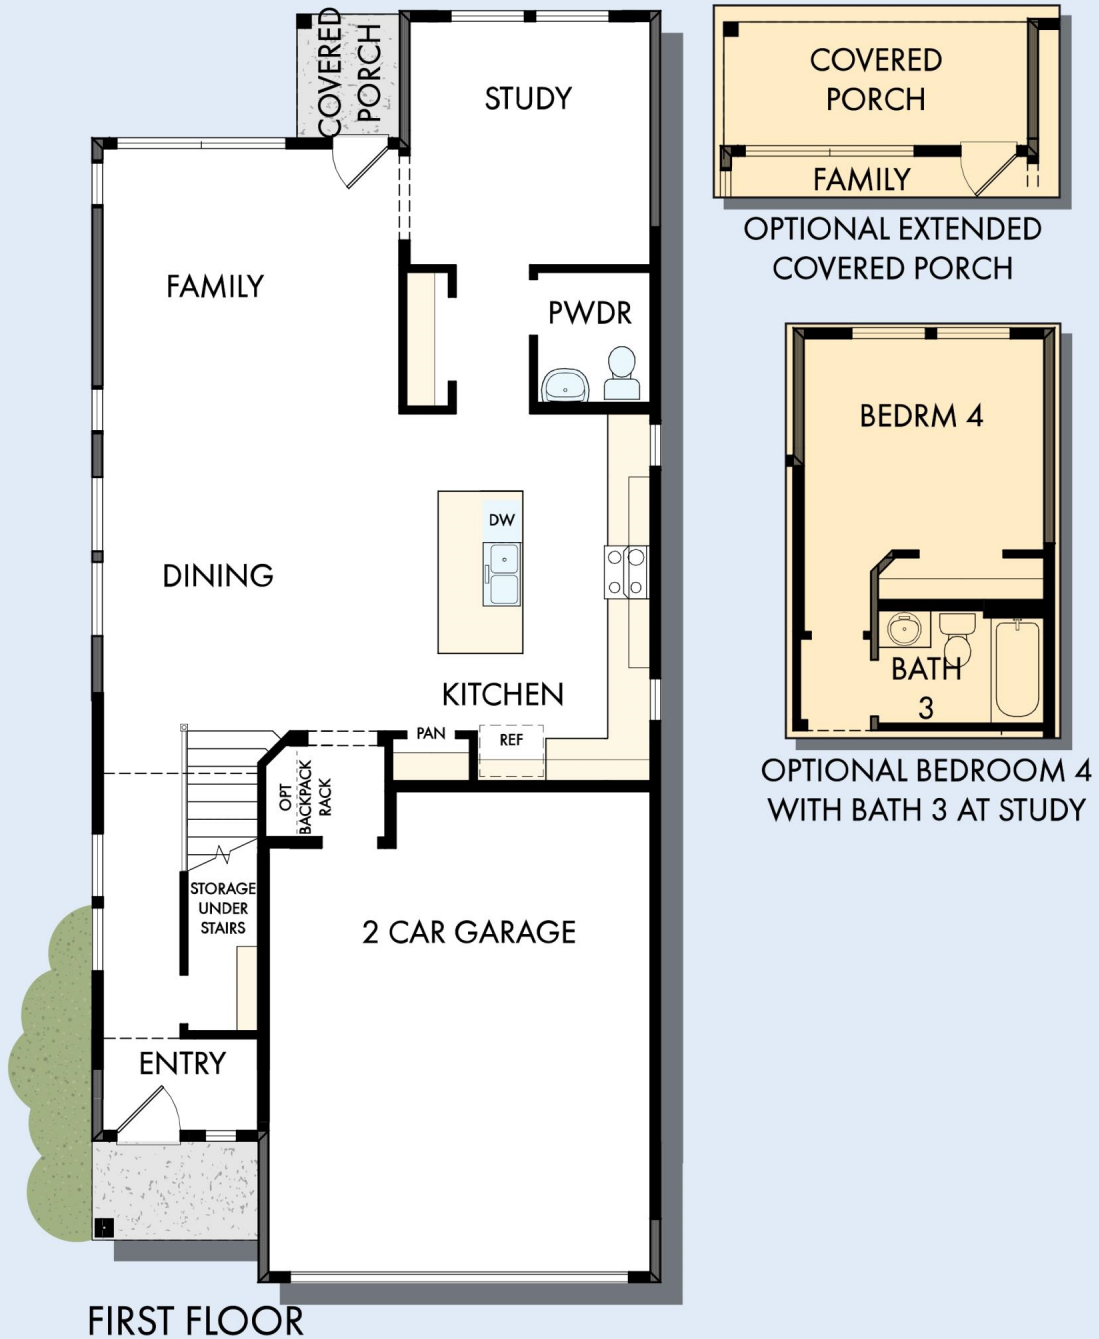 COVERED
PORCH
STUDY
FAMILY
PWDR
DW
DINING
KITCHEN
PAN
REF
OPT
BACKPACK
RACK
STORAGE
UNDER
STAIRS
2 CAR GARAGE
ENTRY
FIRST FLOOR
COVERED
PORCH
FAMILY
OPTIONAL EXTENDED
COVERED PORCH
BEDRM 4
BATH
3
OPTIONAL BEDROOM 4
WITH BATH 3 AT STUDY